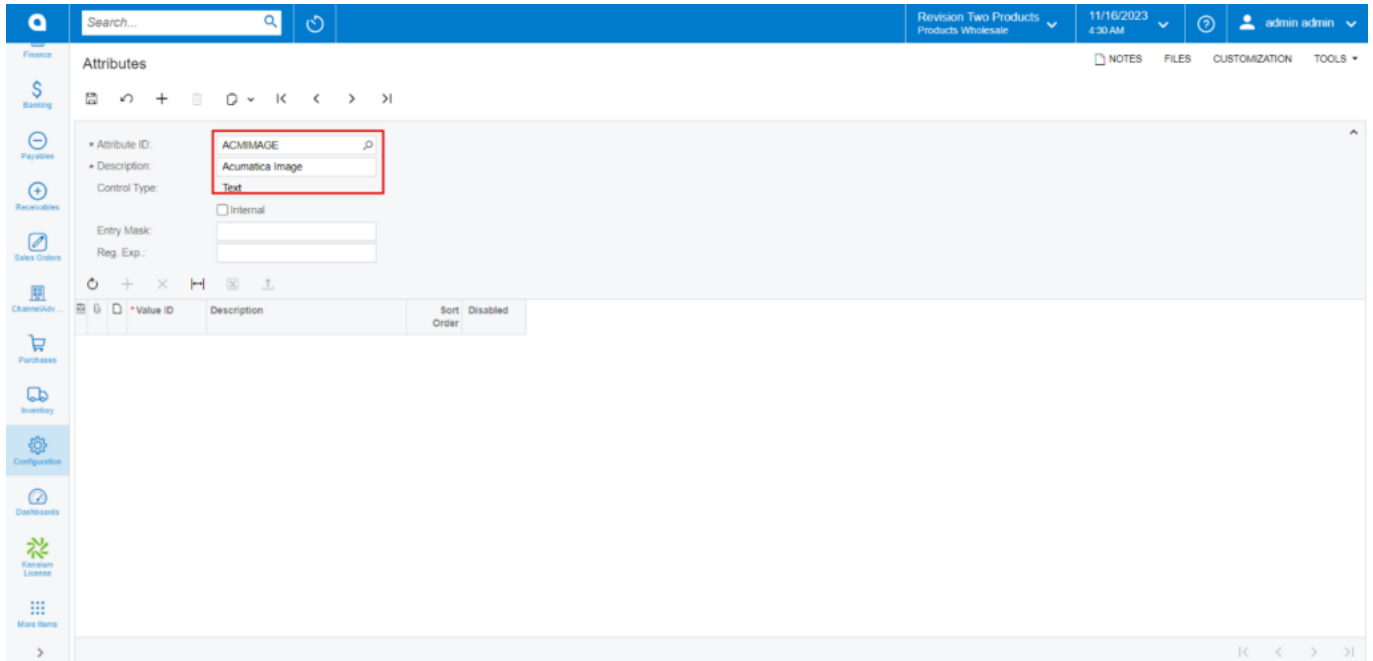 Search...
Revision Two Products
Products Wholesale
11/16/2023
4:30 AM
admin admin
Finance
Attributes
NOTES FILES CUSTOMIZATION TOOLS
Banking
Payables
Receivables
Sales Orders
ChannelAdv...
Purchases
Inventory
Configuration
Dashboards
Kensium
License
More Items
* Attribute ID: ACMIMAGE
* Description: Acumatica Image
Control Type: Text
Internal
Entry Mask:
Reg. Exp.:
* Value ID Description Sort Order Disabled